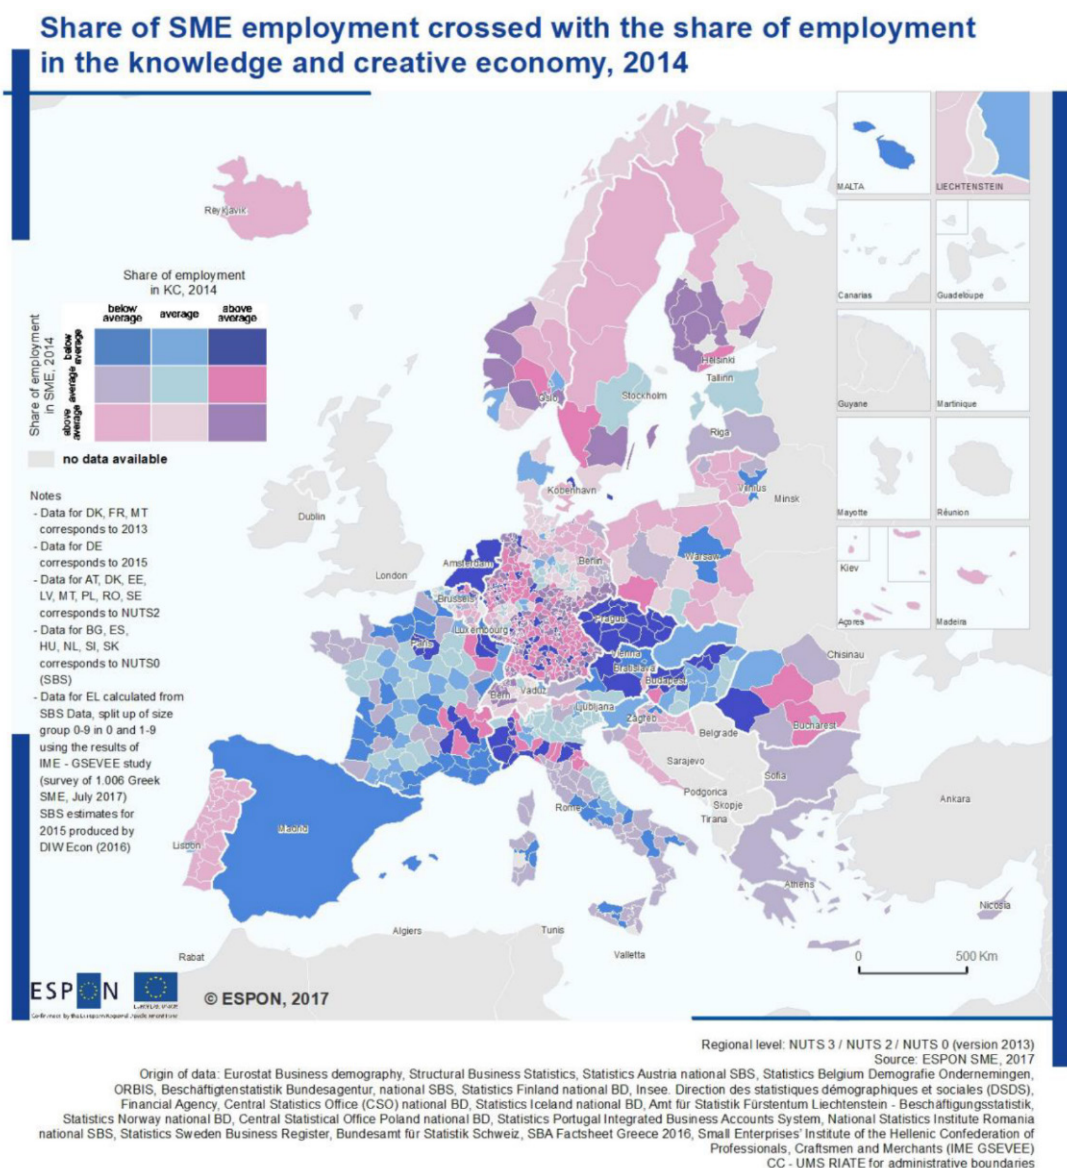 Share of SME employment crossed with the share of employment
in the knowledge and creative economy, 2014
MALTA
LIECHTENSTEIN
Reykjavik
Canarias
Guadeloupe
Share of employment
in KC, 2014
below
average
average
above
average
Share of employment
in SME, 2014
below
average
average
above
average
no data available
Helsinki
Tallinn
Oslo
Stockholm
Guyane
Martinique
Riga
Notes
- Data for DK, FR, MT
corresponds to 2013
- Data for DE
corresponds to 2015
- Data for AT, DK, EE,
LV, MT, PL, RO, SE
corresponds to NUTS2
- Data for BG, ES,
HU, NL, SI, SK
corresponds to NUTS0
(SBS)
- Data for EL calculated from
SBS Data, split up of size
group 0-9 in 0 and 1-9
using the results of
IME - GSEVEE study
(survey of 1.006 Greek
SME, July 2017)
SBS estimates for
2015 produced by
DIW Econ (2016)
København
Vilnius
Minsk
Mayotte
Réunion
Dublin
Amsterdam
Berlin
Warsaw
London
Kiev
Brussels
Açores
Madeira
Luxembourg
Prague
Paris
Vienna
Bratislava
Chisinau
Budapest
Bern
Vaduz
Ljubljana
Zagreb
Bucharest
Belgrade
Sarajevo
Sofia
Podgorica
Skopje
Rome
Tirana
Ankara
Madrid
Lisbon
Athens
Nicosia
Algiers
Tunis
Rabat
Valletta
0 500 Km
ESPON
© ESPON, 2017
Regional level: NUTS 3 / NUTS 2 / NUTS 0 (version 2013)
Source: ESPON SME, 2017
Origin of data: Eurostat Business demography, Structural Business Statistics, Statistics Austria national SBS, Statistics Belgium Demografie Ondernemingen,
ORBIS, Beschäftigtenstatistik Bundesagentur, national SBS, Statistics Finland national BD, Insee. Direction des statistiques démographiques et sociales (DSDS),
Financial Agency, Central Statistics Office (CSO) national BD, Statistics Iceland national BD, Amt für Statistik Fürstentum Liechtenstein - Beschäftigungsstatistik,
Statistics Norway national BD, Central Statistical Office Poland national BD, Statistics Portugal Integrated Business Accounts System, National Statistics Institute Romania
national SBS, Statistics Sweden Business Register, Bundesamt für Statistik Schweiz, SBA Factsheet Greece 2016, Small Enterprises' Institute of the Hellenic Confederation of
Professionals, Craftsmen and Merchants (IME GSEVEE)
CC - UMS RIATE for administrative boundaries